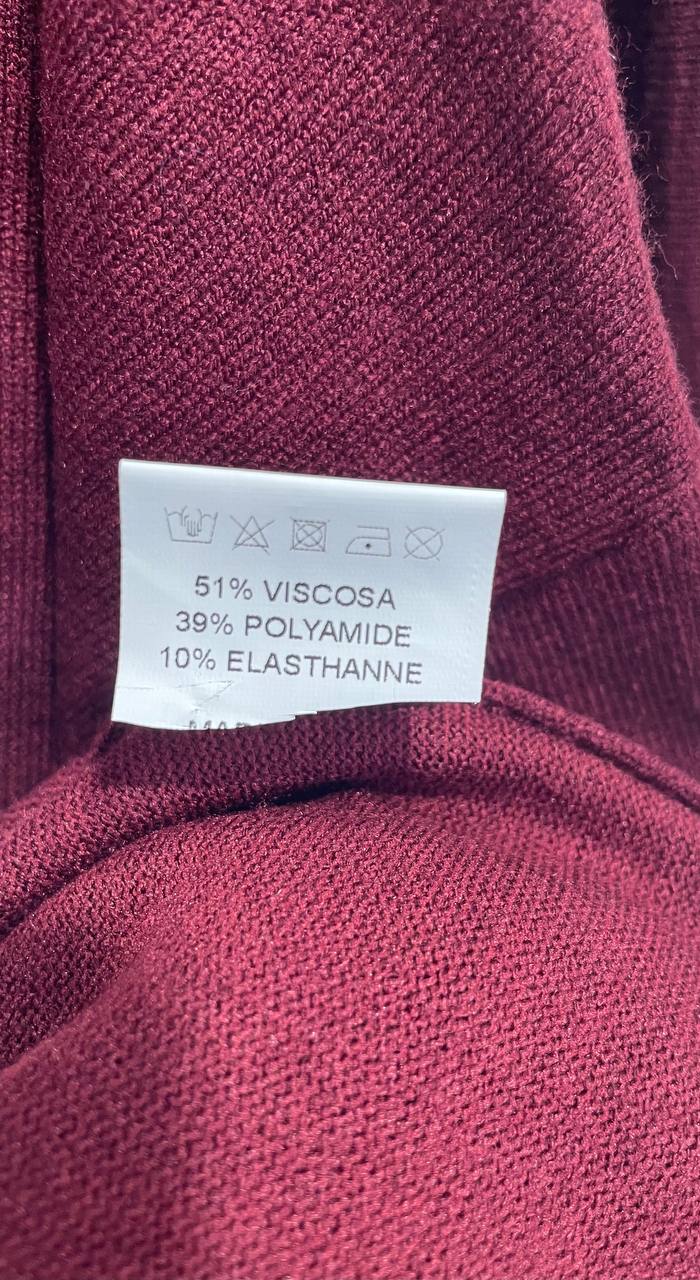 51% VISCOSA
39% POLYAMIDE
10% ELASTHANNE